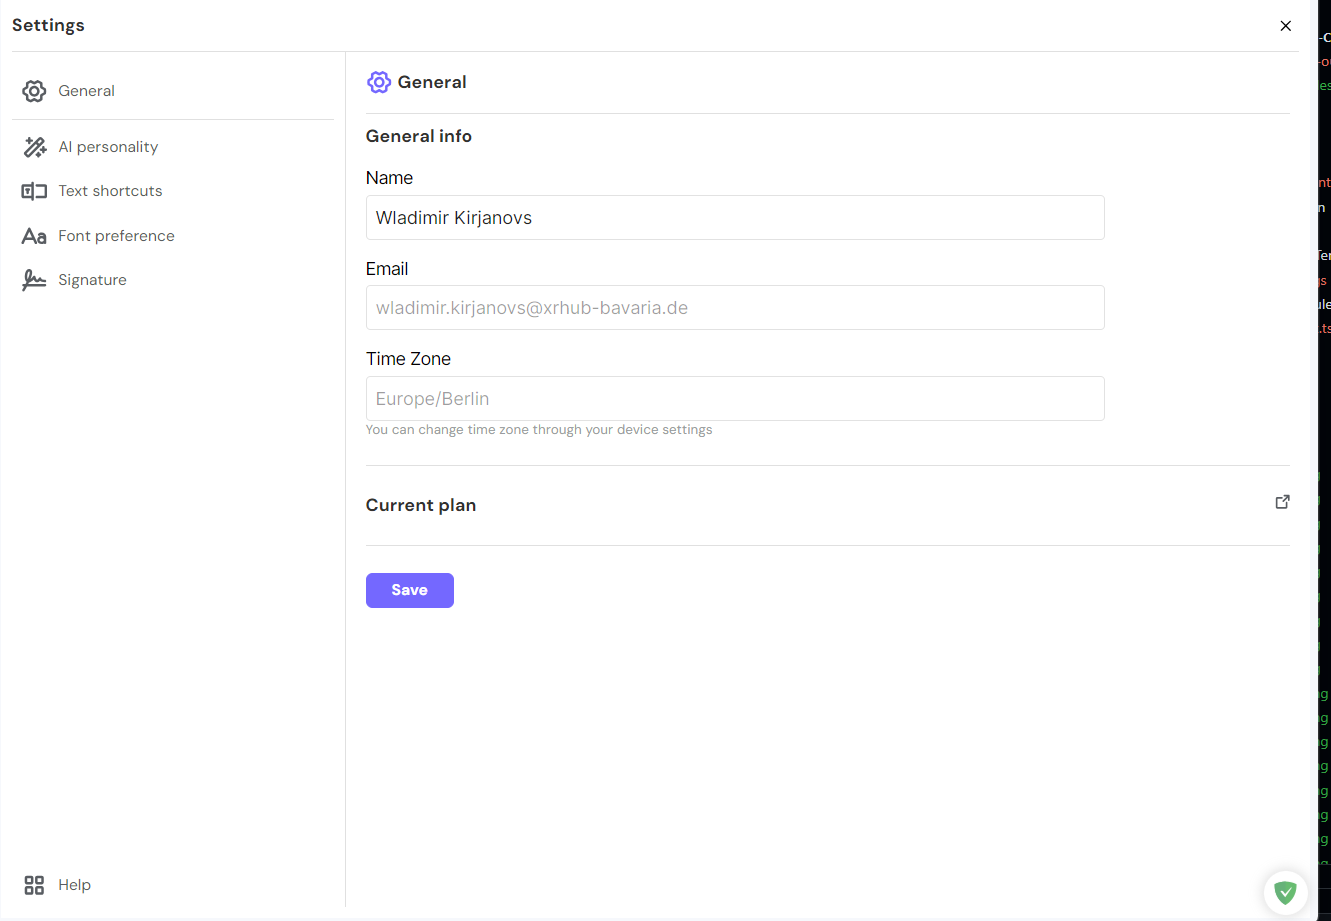 Settings
General
AI personality
Text shortcuts
Font preference
Signature
Help
General
General info
Name
Wladimir Kirjanovs
Email
wladimir.kirjanovs@xrhub-bavaria.de
Time Zone
Europe/Berlin
You can change time zone through your device settings
Current plan
Save